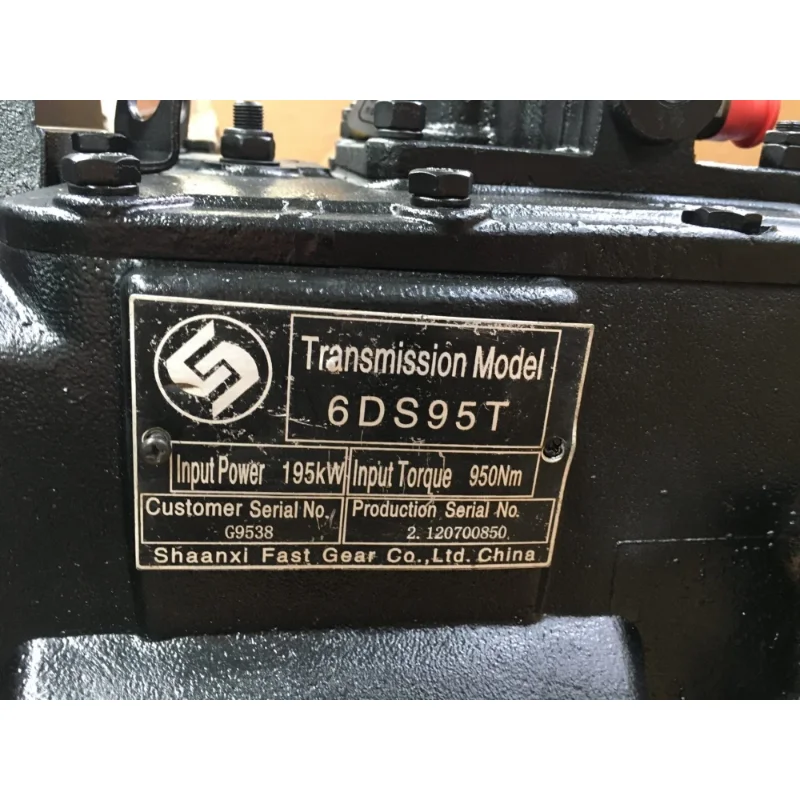 Transmission Model
6DS95T
Input Power 195kW Input Torque 950Nm
Customer Serial No. Production Serial No.
G9538 2.120700850
Shaanxi Fast Gear Co.,Ltd. China